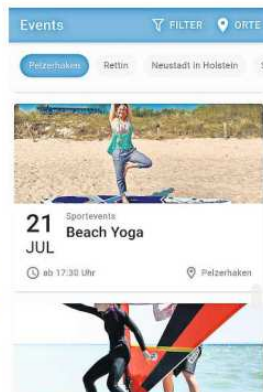 Events FILTER ORTE
Pelzerhaken Rettin Neustadt in Holstein
21 Sportevents
JUL Beach Yoga
ab 17:30 Uhr Pelzerhaken